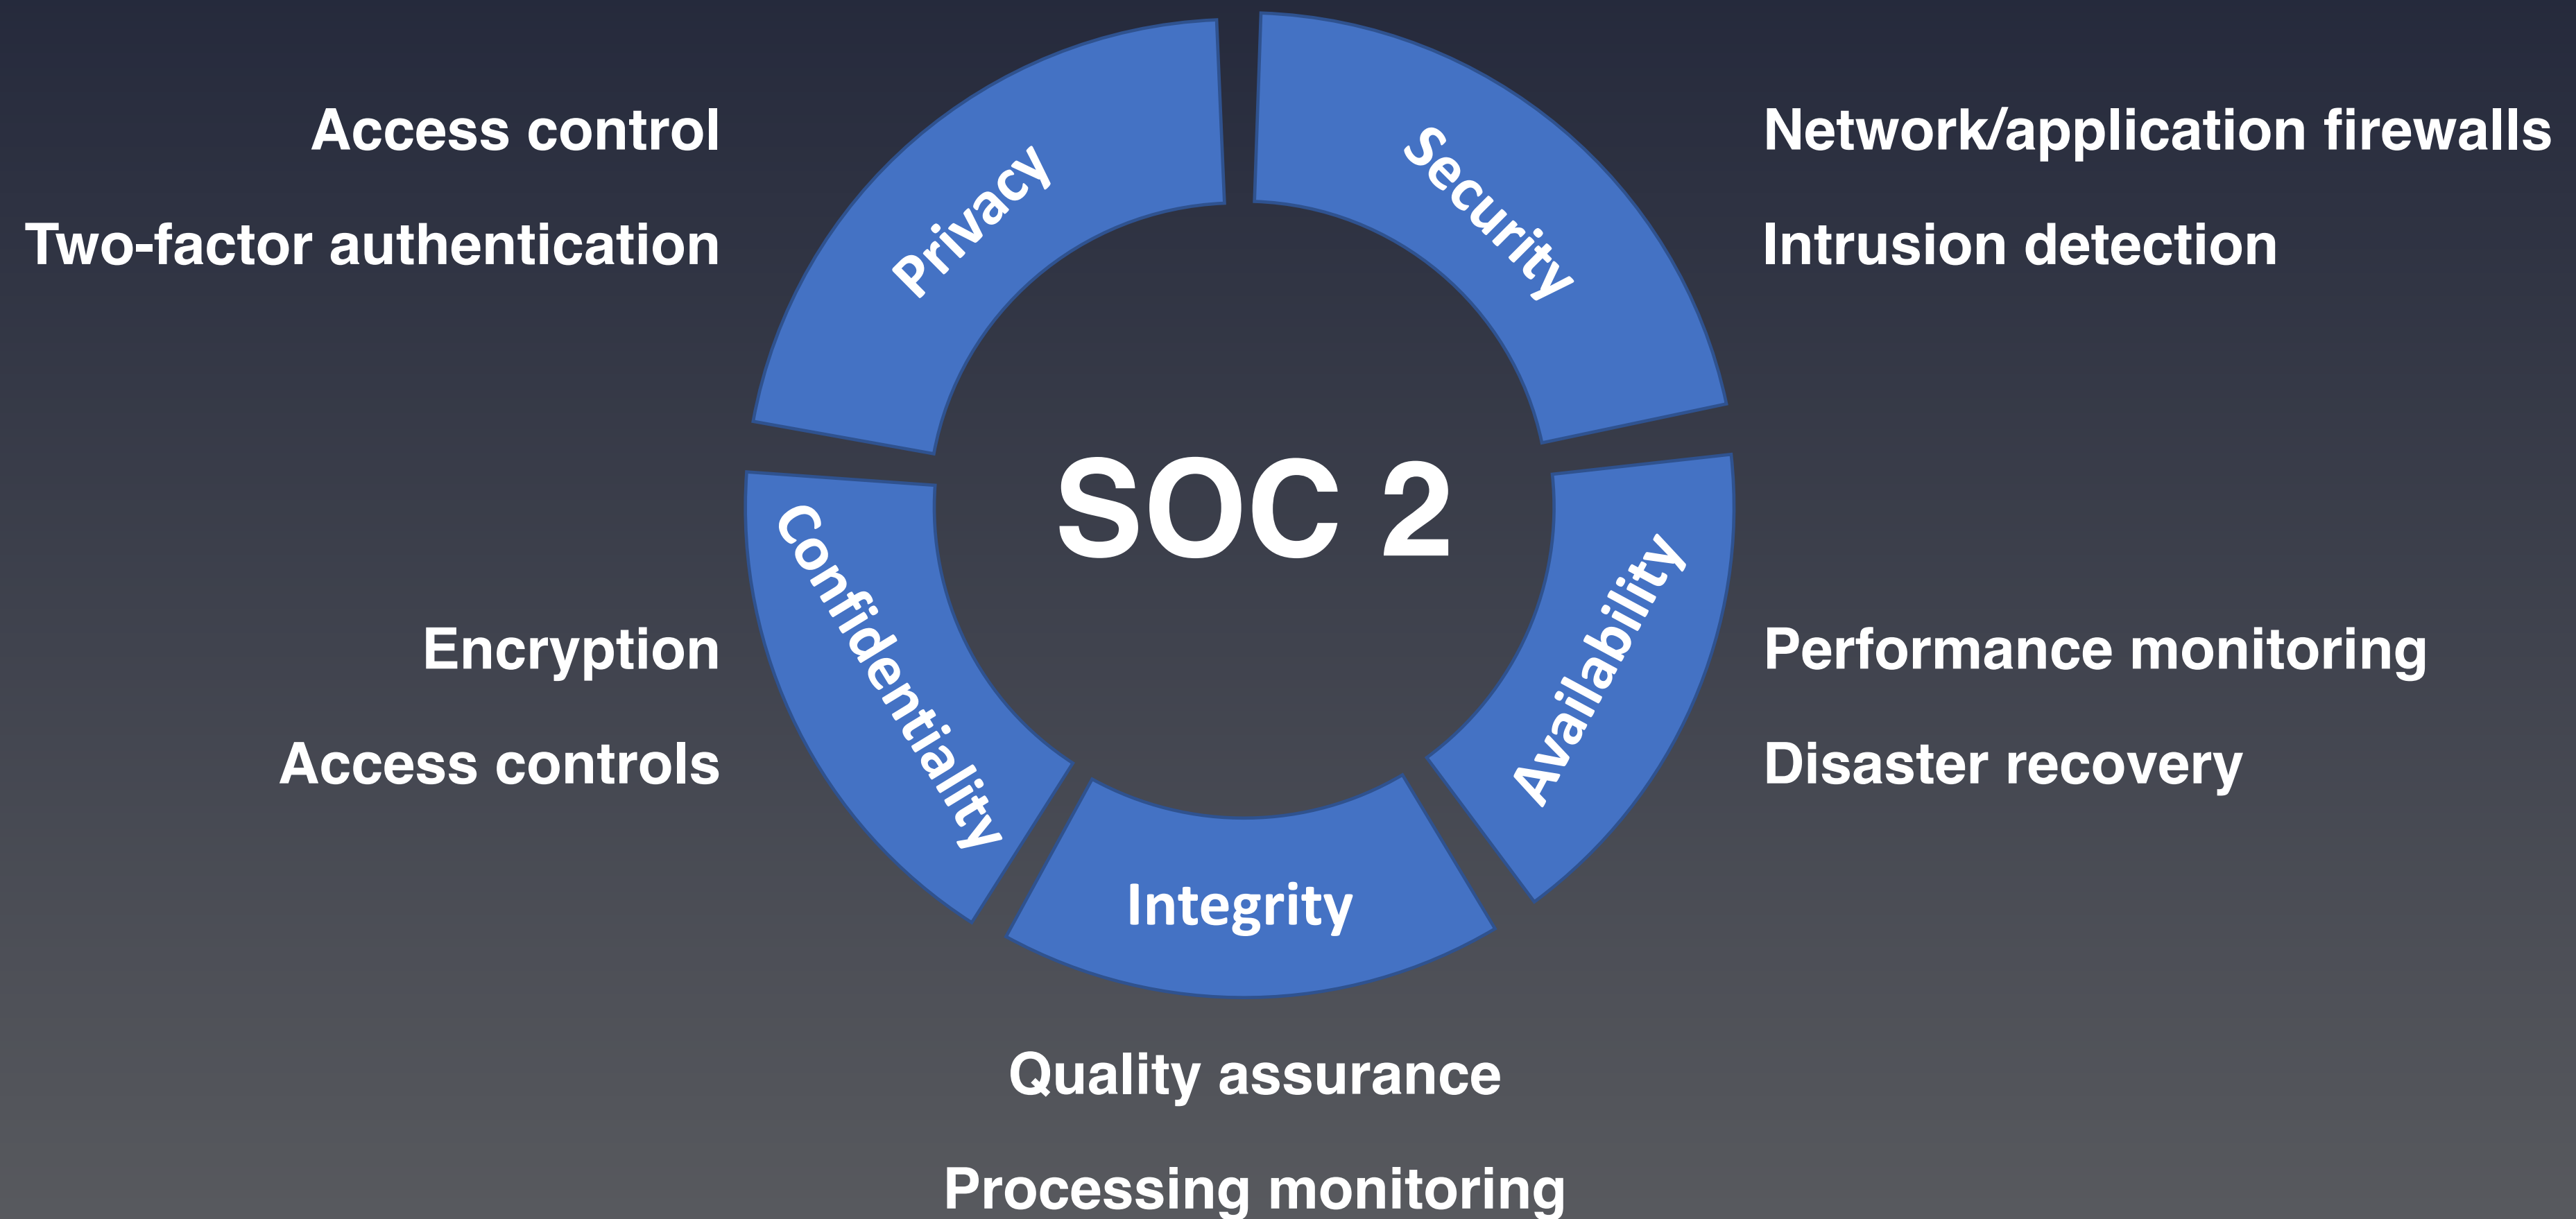 Access control
Two-factor authentication
Privacy
Security
Network/application firewalls
Intrusion detection
SOC 2
Encryption
Access controls
Confidentiality
Availability
Performance monitoring
Disaster recovery
Integrity
Quality assurance
Processing monitoring